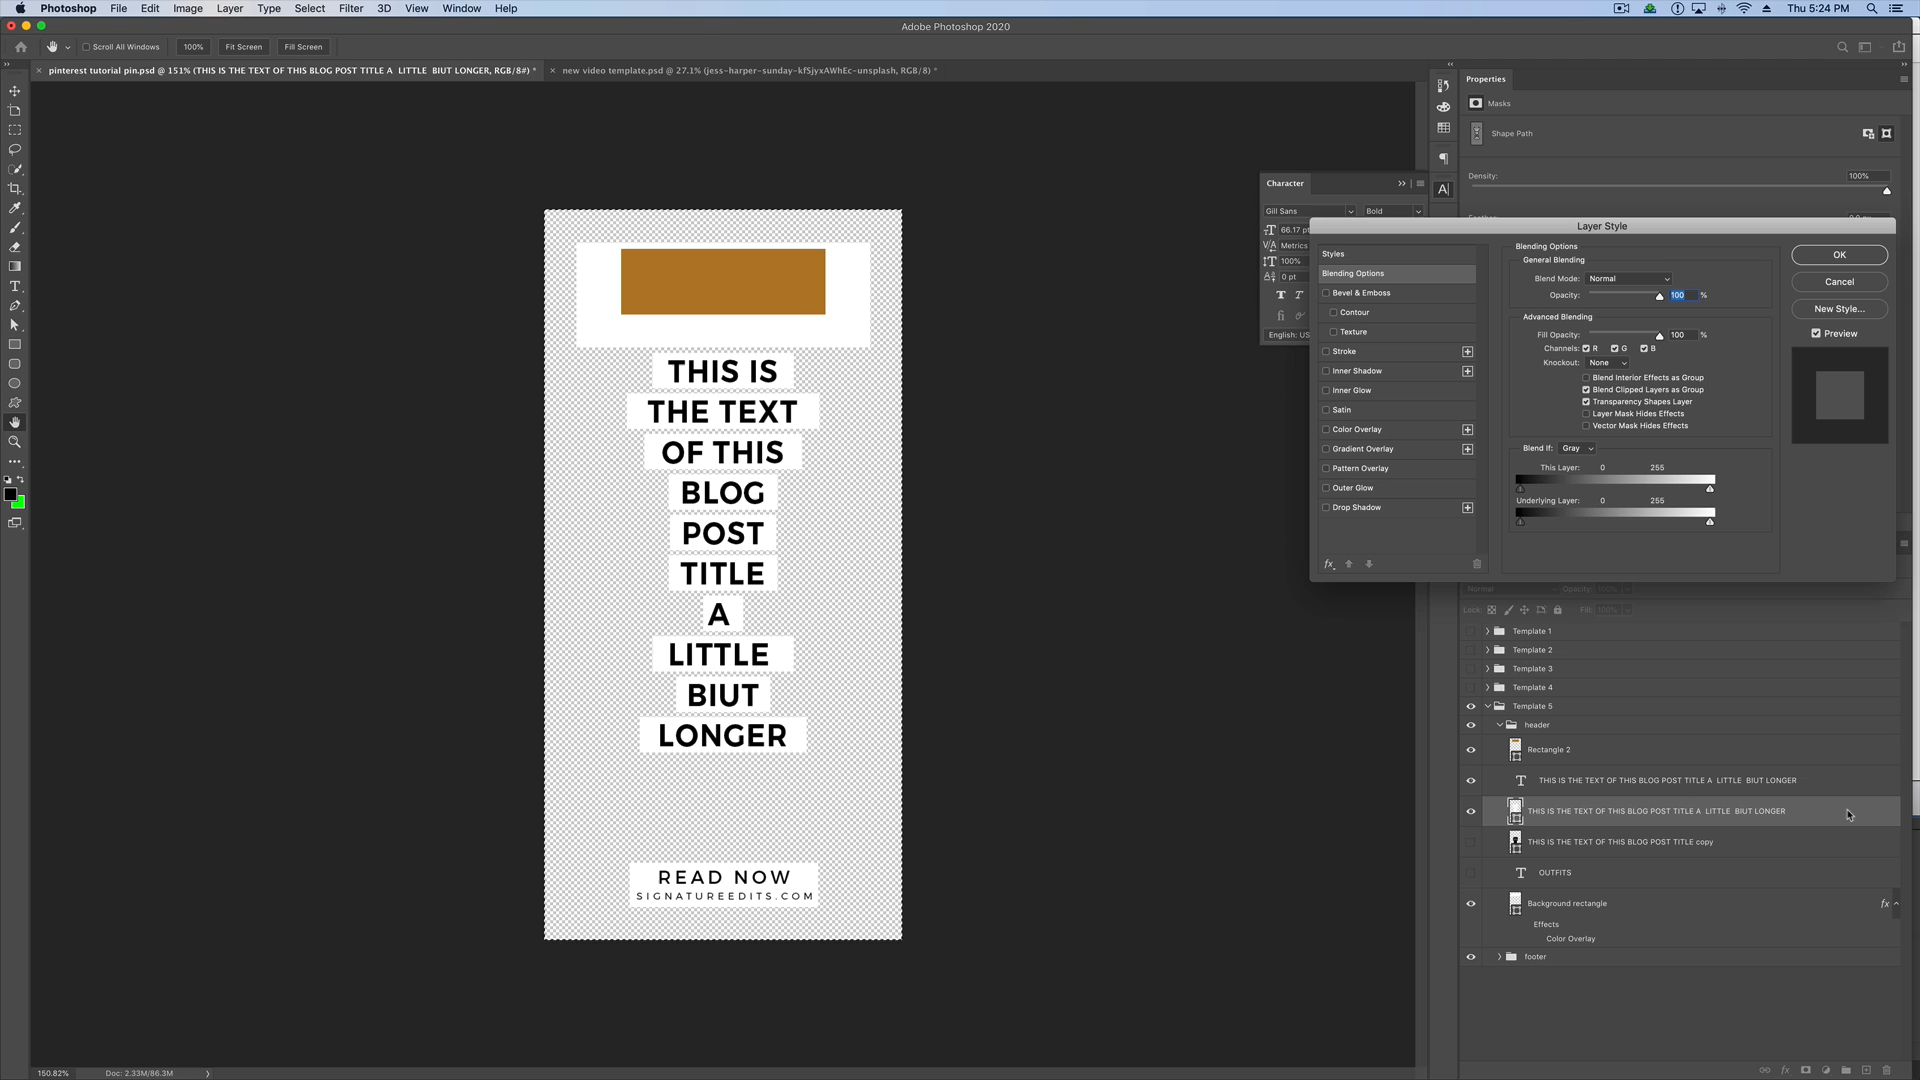 Photoshop File Edit Image Layer Type Select Filter 3D View Window Help Thu 5:24 PM
Adobe Photoshop 2020
Scroll All Windows 100% Fit Screen Fill Screen
pinterest tutorial pin.psd @ 151% (THIS IS THE TEXT OF THIS BLOG POST TITLE A LITTLE BIUT LONGER, RGB/8#) *
new video template.psd @ 27.1% (jess-harper-sunday-kfSjyxAWhEc-unsplash, RGB/8) *
Properties
Masks
Shape Path
Density: 100%
Character
Gill Sans Bold
66.17 pt
Metrics
100%
0 pt
English: US
Layer Style
Styles
Blending Options
Bevel & Emboss
Contour
Texture
Stroke
Inner Shadow
Inner Glow
Satin
Color Overlay
Gradient Overlay
Pattern Overlay
Outer Glow
Drop Shadow
fx
Blending Options
General Blending
Blend Mode: Normal
Opacity: 100 %
Advanced Blending
Fill Opacity: 100 %
Channels: R G B
Knockout: None
Blend Interior Effects as Group
Blend Clipped Layers as Group
Transparency Shapes Layer
Layer Mask Hides Effects
Vector Mask Hides Effects
Blend If: Gray
This Layer: 0 255
Underlying Layer: 0 255
OK
Cancel
New Style...
Preview
THIS IS
THE TEXT
OF THIS
BLOG
POST
TITLE
A
LITTLE
BIUT
LONGER
READ NOW
SIGNATUREEDITS.COM
Normal Opacity: 100%
Lock: Fill: 100%
Template 1
Template 2
Template 3
Template 4
Template 5
header
Rectangle 2
THIS IS THE TEXT OF THIS BLOG POST TITLE A LITTLE BIUT LONGER
THIS IS THE TEXT OF THIS BLOG POST TITLE A LITTLE BIUT LONGER
THIS IS THE TEXT OF THIS BLOG POST TITLE copy
OUTFITS
Background rectangle fx
Effects
Color Overlay
footer
150.82% Doc: 2.33M/86.3M